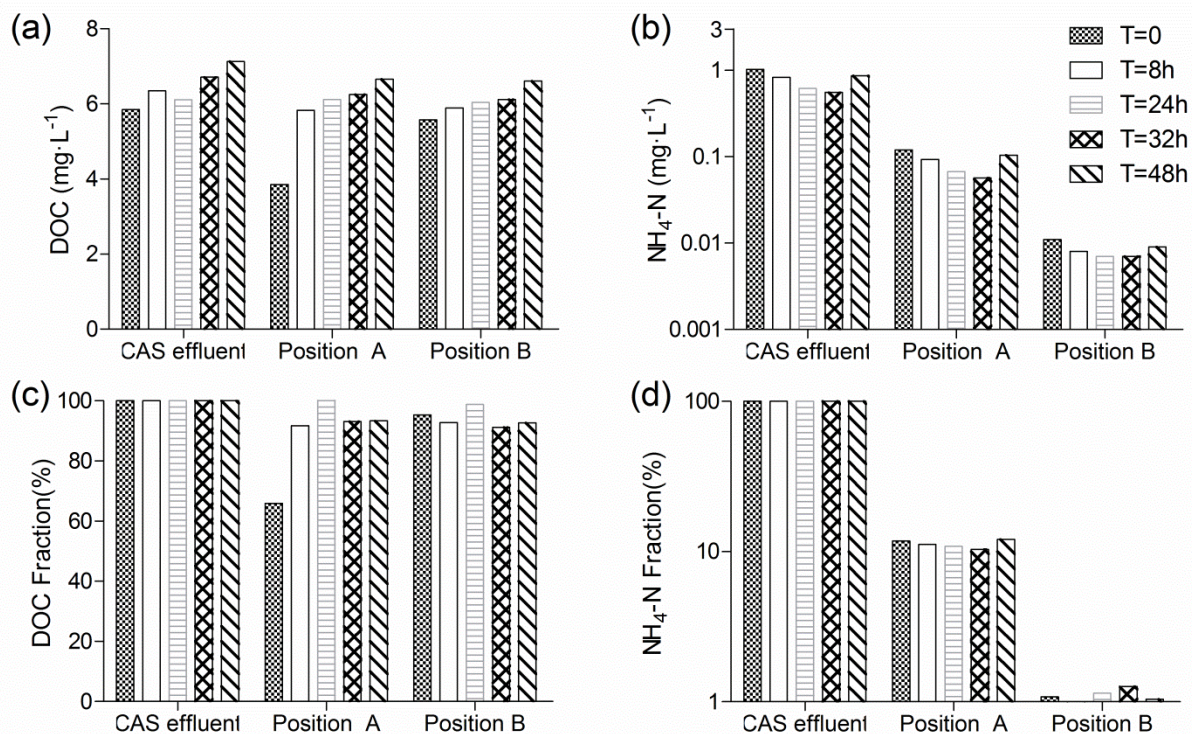 (a)
8
6
4
2
0
DOC (mg·L⁻¹)
CAS effluent Position A Position B
(b)
3
1
0.1
0.01
0.001
NH₄-N (mg·L⁻¹)
CAS effluent Position A Position B
T=0
T=8h
T=24h
T=32h
T=48h
(c)
100
80
60
40
20
0
DOC Fraction(%)
CAS effluent Position A Position B
(d)
100
10
1
NH₄-N Fraction(%)
CAS effluent Position A Position B